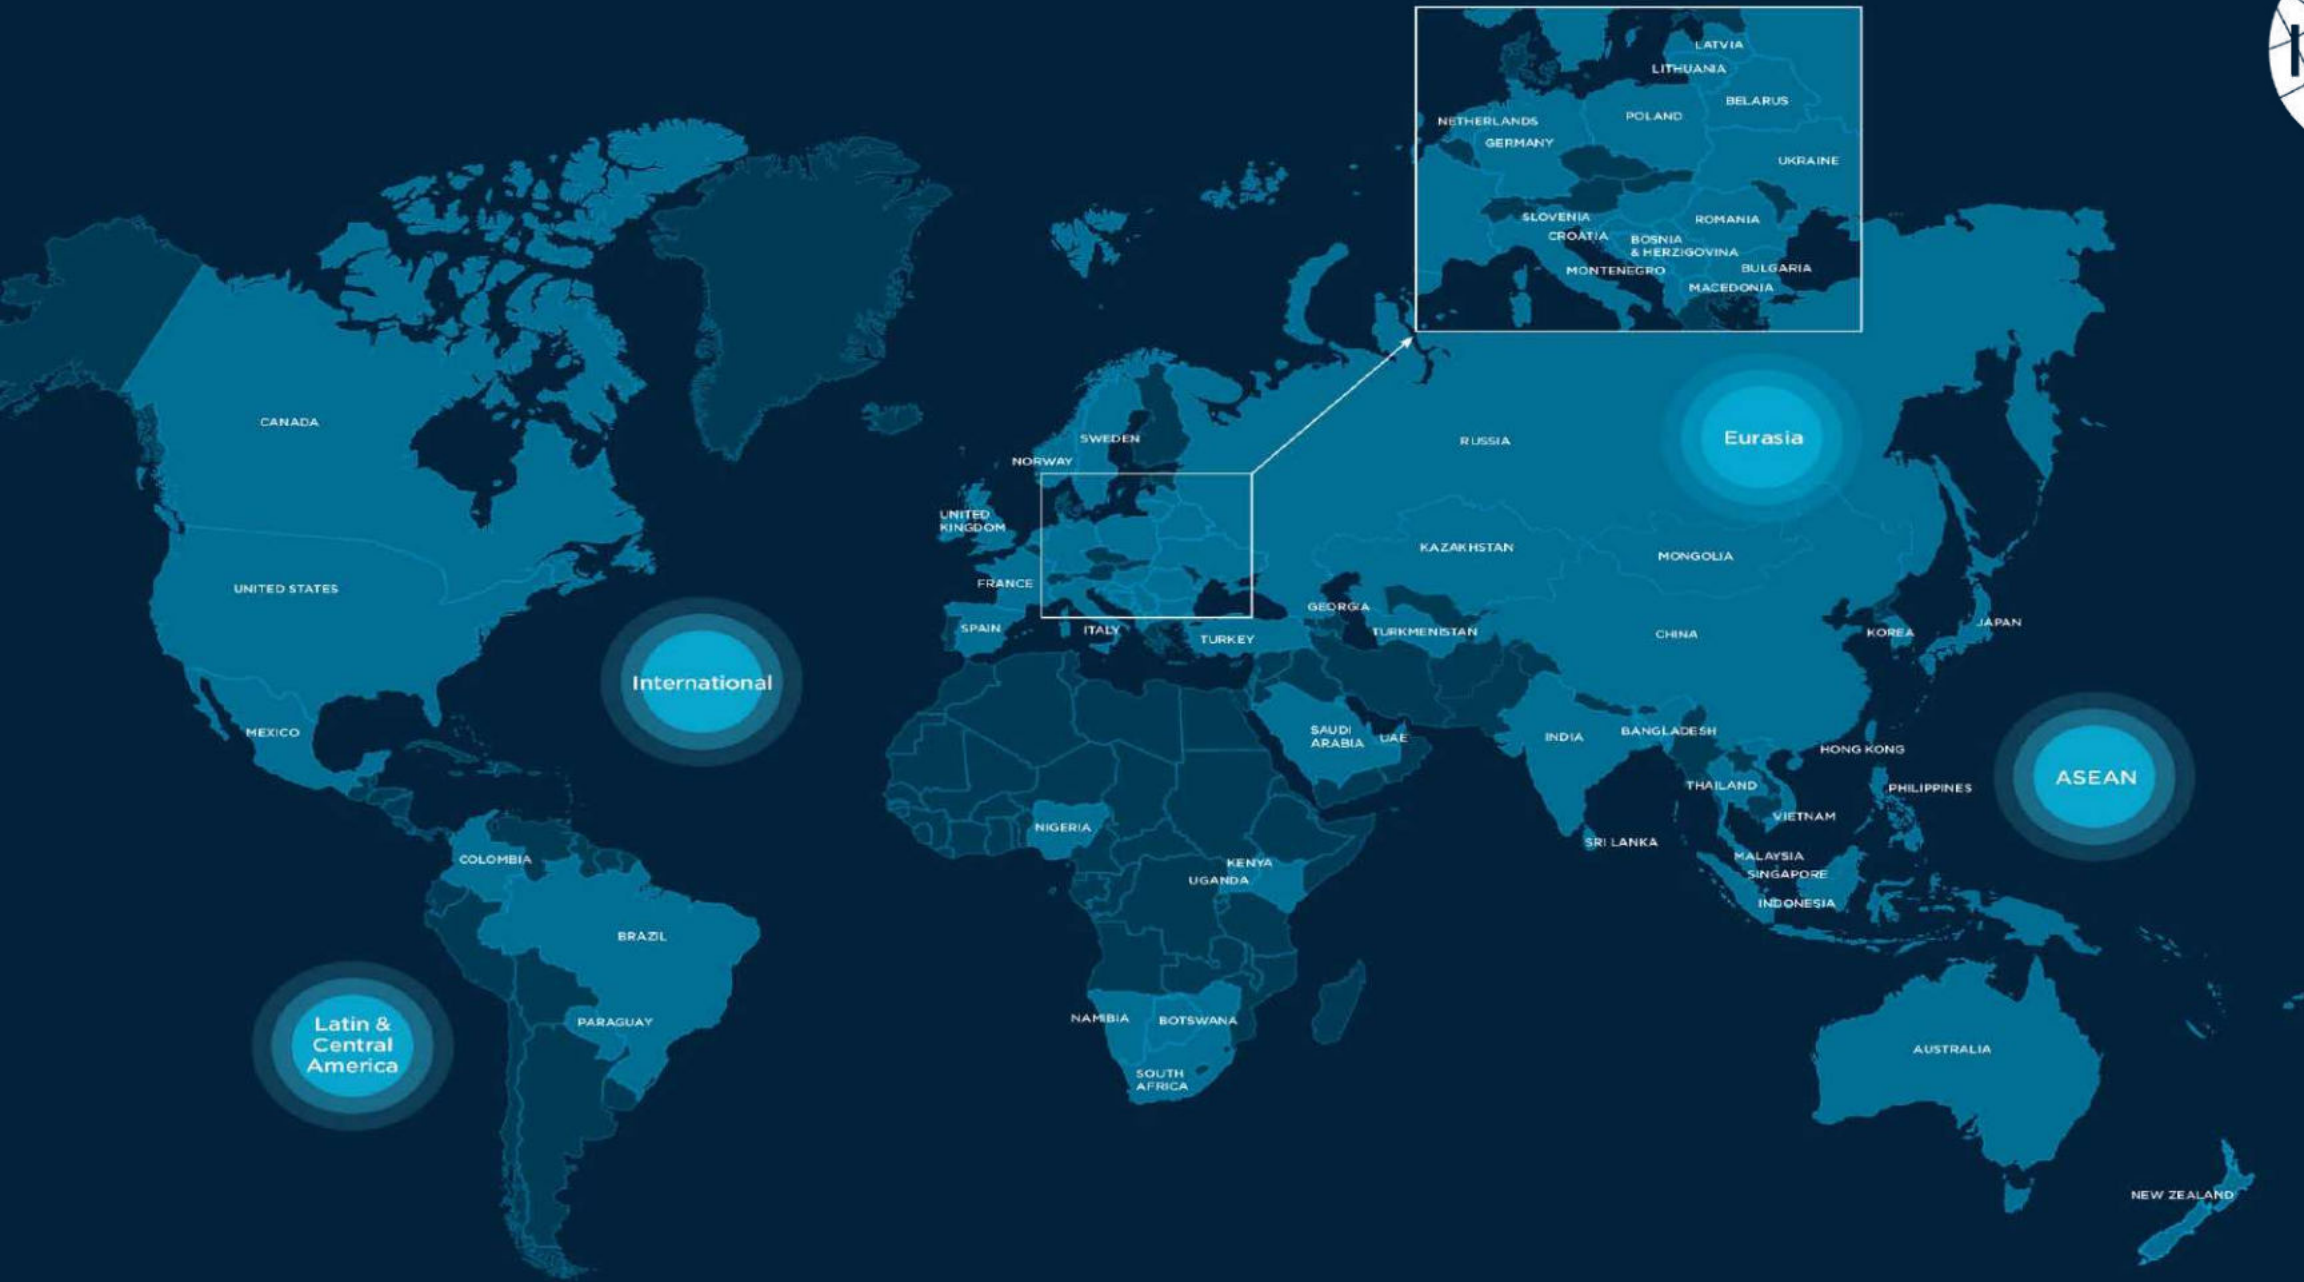 LATVIA
LITHUANIA
BELARUS
POLAND
NETHERLANDS
GERMANY
UKRAINE
SLOVENIA
ROMANIA
CROATIA
BOSNIA
& HERZIGOVINA
MONTENEGRO
BULGARIA
MACEDONIA
CANADA
SWEDEN
NORWAY
RUSSIA
Eurasia
UNITED
KINGDOM
KAZAKHSTAN
MONGOLIA
UNITED STATES
FRANCE
GEORGIA
SPAIN
ITALY
TURKEY
TURKMENISTAN
CHINA
KOREA
JAPAN
International
MEXICO
SAUDI
ARABIA
UAE
INDIA
BANGLADESH
HONG KONG
ASEAN
THAILAND
PHILIPPINES
VIETNAM
NIGERIA
SRI LANKA
COLOMBIA
KENYA
UGANDA
MALAYSIA
SINGAPORE
INDONESIA
BRAZIL
Latin &
Central
America
PARAGUAY
NAMIBIA
BOTSWANA
SOUTH
AFRICA
AUSTRALIA
NEW ZEALAND